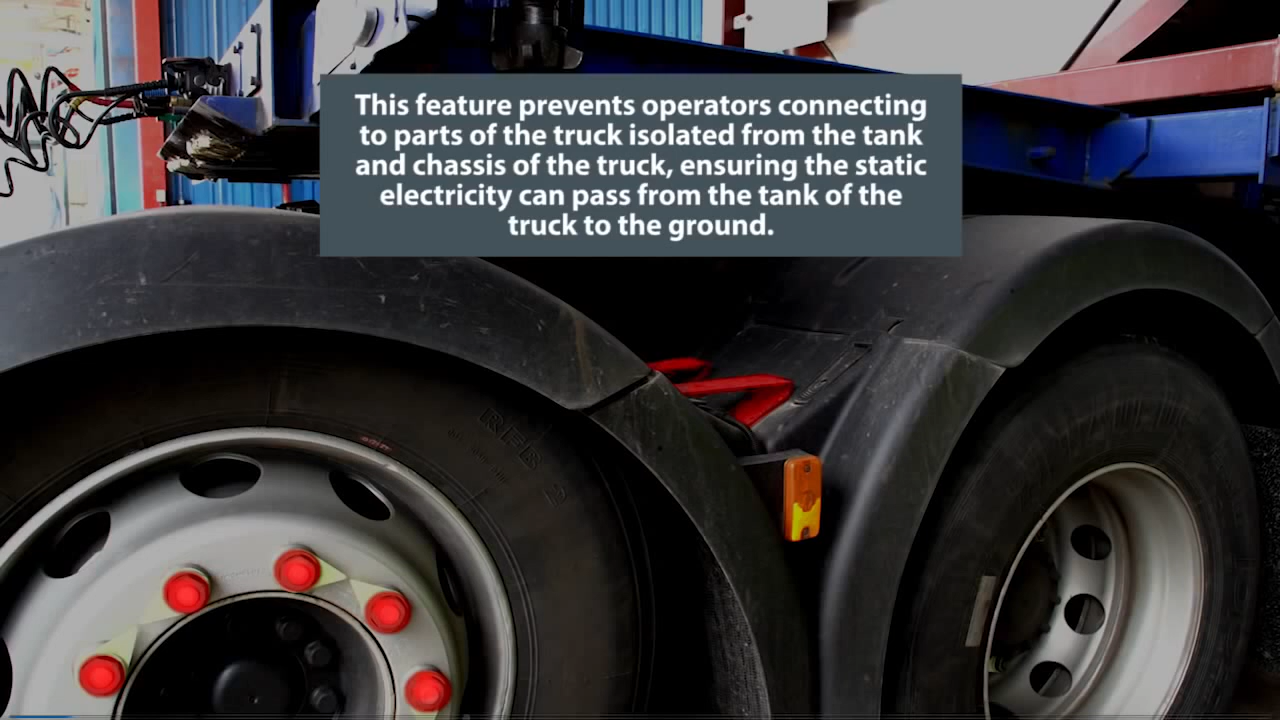 This feature prevents operators connecting
to parts of the truck isolated from the tank
and chassis of the truck, ensuring the static
electricity can pass from the tank of the
truck to the ground.